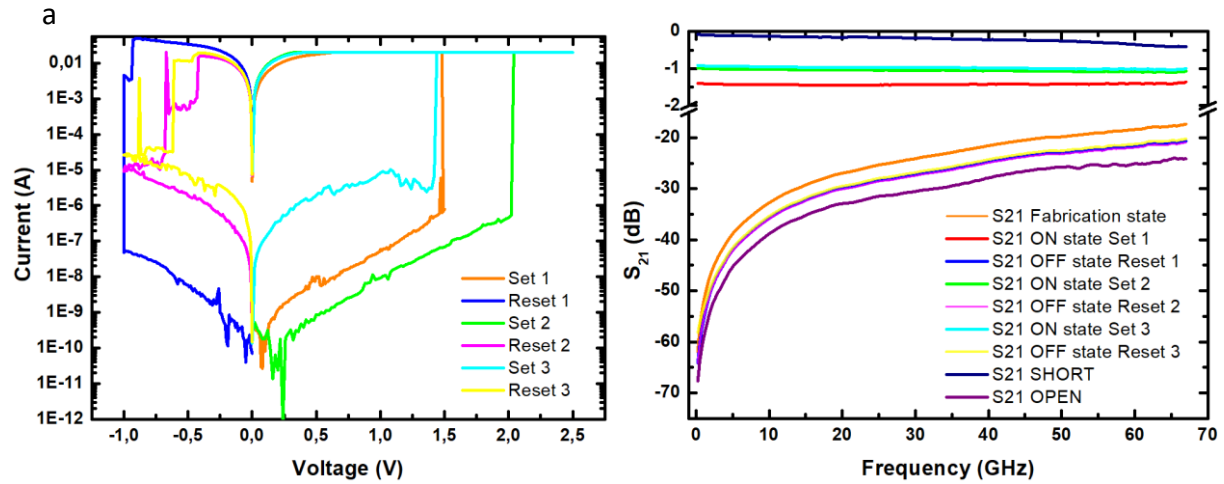 a
Current (A)
0,01
1E-3
1E-4
1E-5
1E-6
1E-7
1E-8
1E-9
1E-10
1E-11
1E-12
Set 1
Reset 1
Set 2
Reset 2
Set 3
Reset 3
-1,0 -0,5 0,0 0,5 1,0 1,5 2,0 2,5
Voltage (V)
S21 (dB)
0
-1
-2
-20
-30
-40
-50
-60
-70
S21 Fabrication state
S21 ON state Set 1
S21 OFF state Reset 1
S21 ON state Set 2
S21 OFF state Reset 2
S21 ON state Set 3
S21 OFF state Reset 3
S21 SHORT
S21 OPEN
0 10 20 30 40 50 60 70
Frequency (GHz)